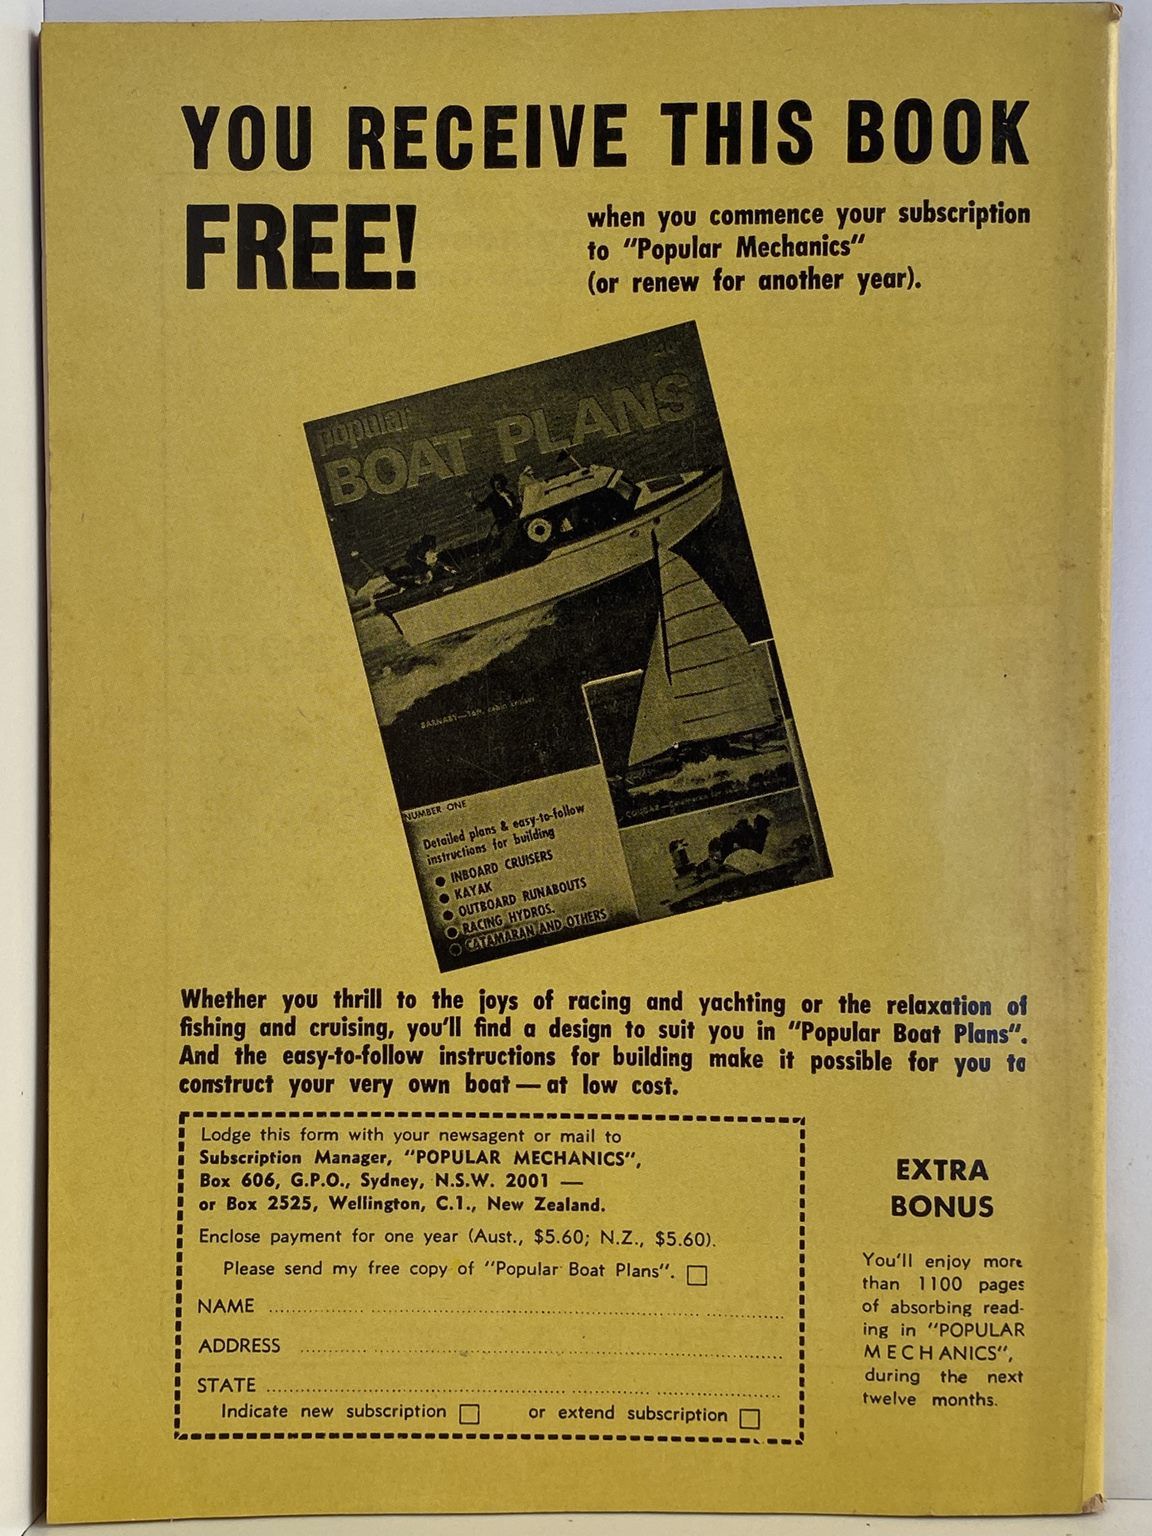 YOU RECEIVE THIS BOOK
FREE!
when you commence your subscription
to "Popular Mechanics"
(or renew for another year).
popular
BOAT PLANS
BARNABY—16ft. cabin cruiser
NUMBER ONE
Detailed plans & easy-to-follow
instructions for building
● INBOARD CRUISERS
● KAYAK
● OUTBOARD RUNABOUTS
● RACING HYDROS.
● CATAMARAN AND OTHERS
Whether you thrill to the joys of racing and yachting or the relaxation of
fishing and cruising, you'll find a design to suit you in "Popular Boat Plans".
And the easy-to-follow instructions for building make it possible for you to
construct your very own boat — at low cost.
Lodge this form with your newsagent or mail to
Subscription Manager, "POPULAR MECHANICS",
Box 606, G.P.O., Sydney, N.S.W. 2001 —
or Box 2525, Wellington, C.1., New Zealand.
Enclose payment for one year (Aust., $5.60; N.Z., $5.60).
Please send my free copy of "Popular Boat Plans". □
NAME
ADDRESS
STATE
Indicate new subscription □ or extend subscription □
EXTRA
BONUS
You'll enjoy more
than 1100 pages
of absorbing read-
ing in "POPULAR
MECHANICS",
during the next
twelve months.